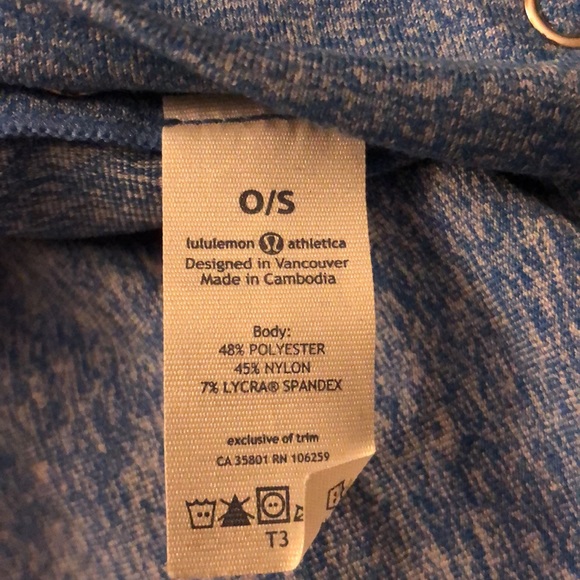 O/S
lululemon athletica
Designed in Vancouver
Made in Cambodia
Body:
48% POLYESTER
45% NYLON
7% LYCRA® SPANDEX
exclusive of trim
CA 35801 RN 106259
T3